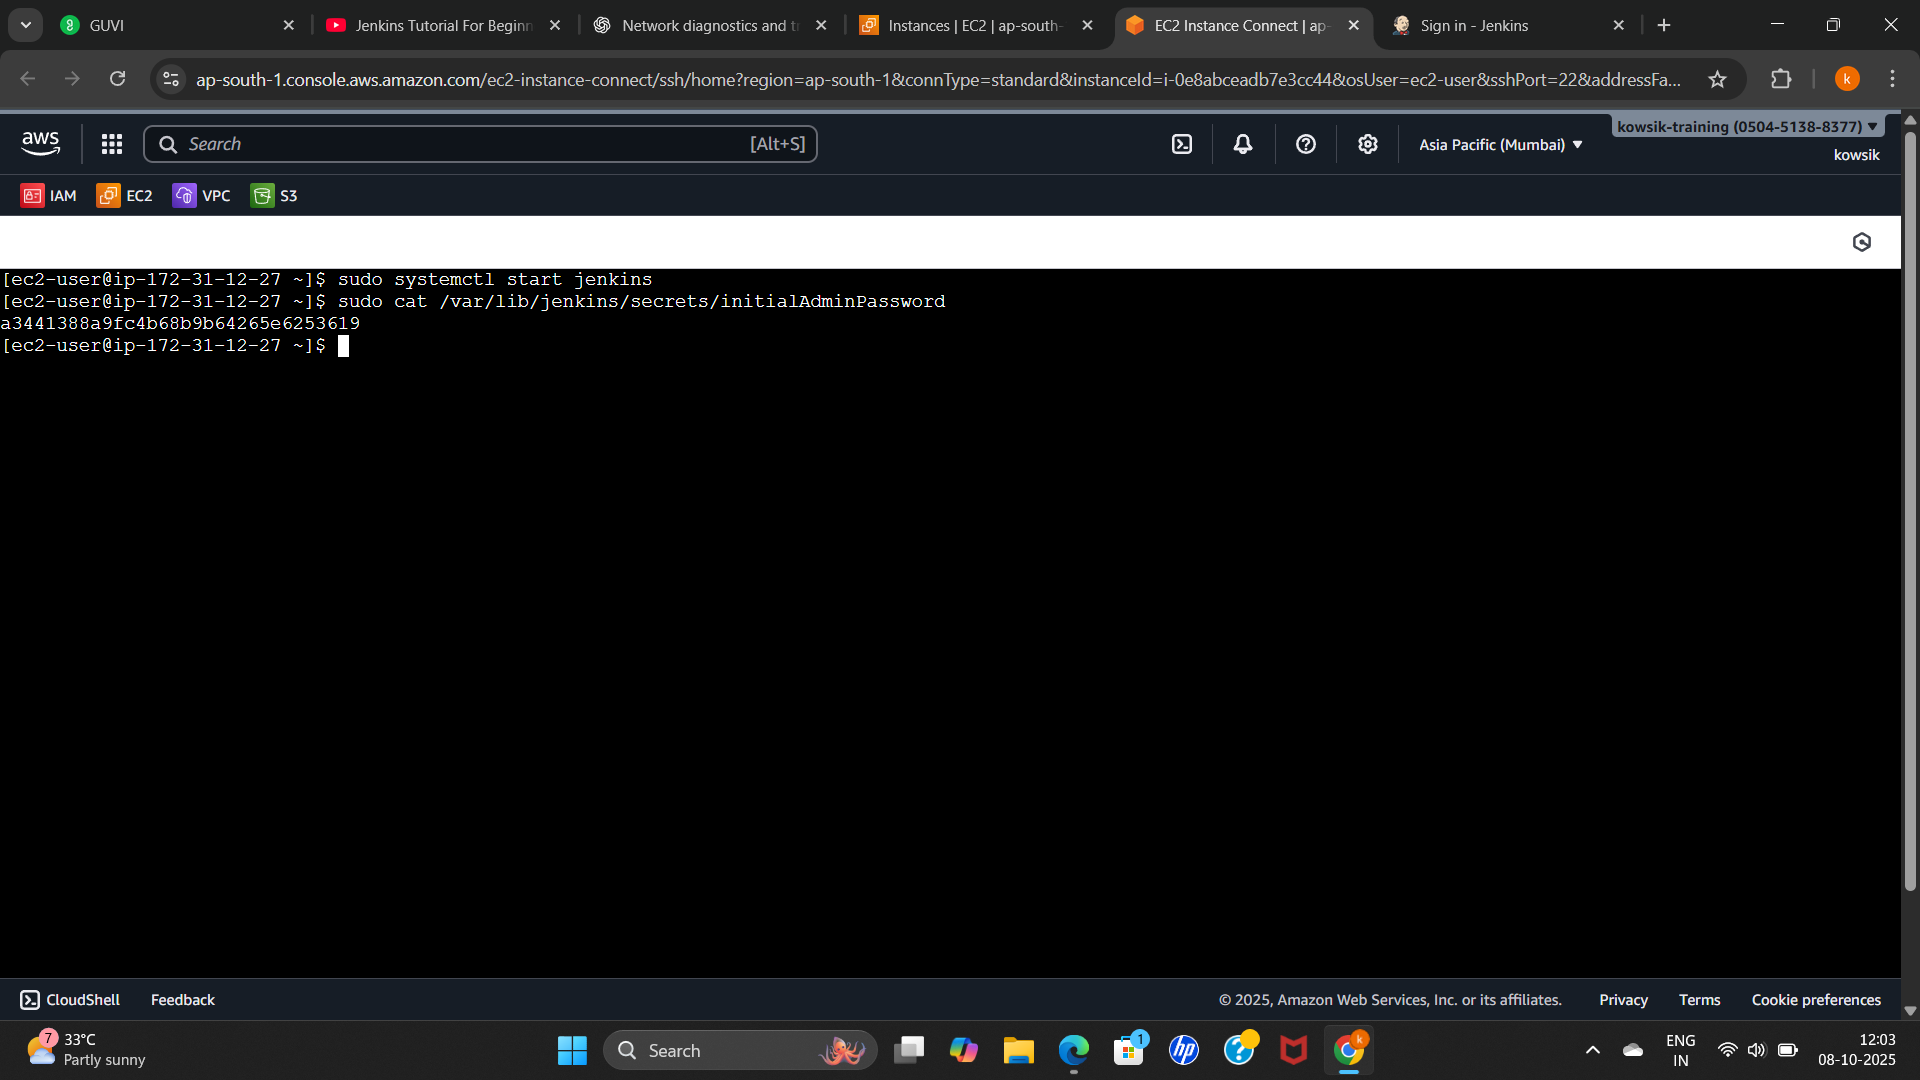 GUVI
Jenkins Tutorial For Beginn
Network diagnostics and tr
Instances | EC2 | ap-south-
EC2 Instance Connect | ap-
Sign in - Jenkins
ap-south-1.console.aws.amazon.com/ec2-instance-connect/ssh/home?region=ap-south-1&connType=standard&instanceId=i-0e8abceadb7e3cc44&osUser=ec2-user&sshPort=22&addressFa...
k
aws
Search
[Alt+S]
Asia Pacific (Mumbai)
kowsik-training (0504-5138-8377)
kowsik
IAM
EC2
VPC
S3
[ec2-user@ip-172-31-12-27 ~]$ sudo systemctl start jenkins
[ec2-user@ip-172-31-12-27 ~]$ sudo cat /var/lib/jenkins/secrets/initialAdminPassword
a3441388a9fc4b68b9b64265e6253619
[ec2-user@ip-172-31-12-27 ~]$
CloudShell
Feedback
© 2025, Amazon Web Services, Inc. or its affiliates.
Privacy
Terms
Cookie preferences
7
33°C
Partly sunny
Search
1
hp
k
ENG
IN
12:03
08-10-2025